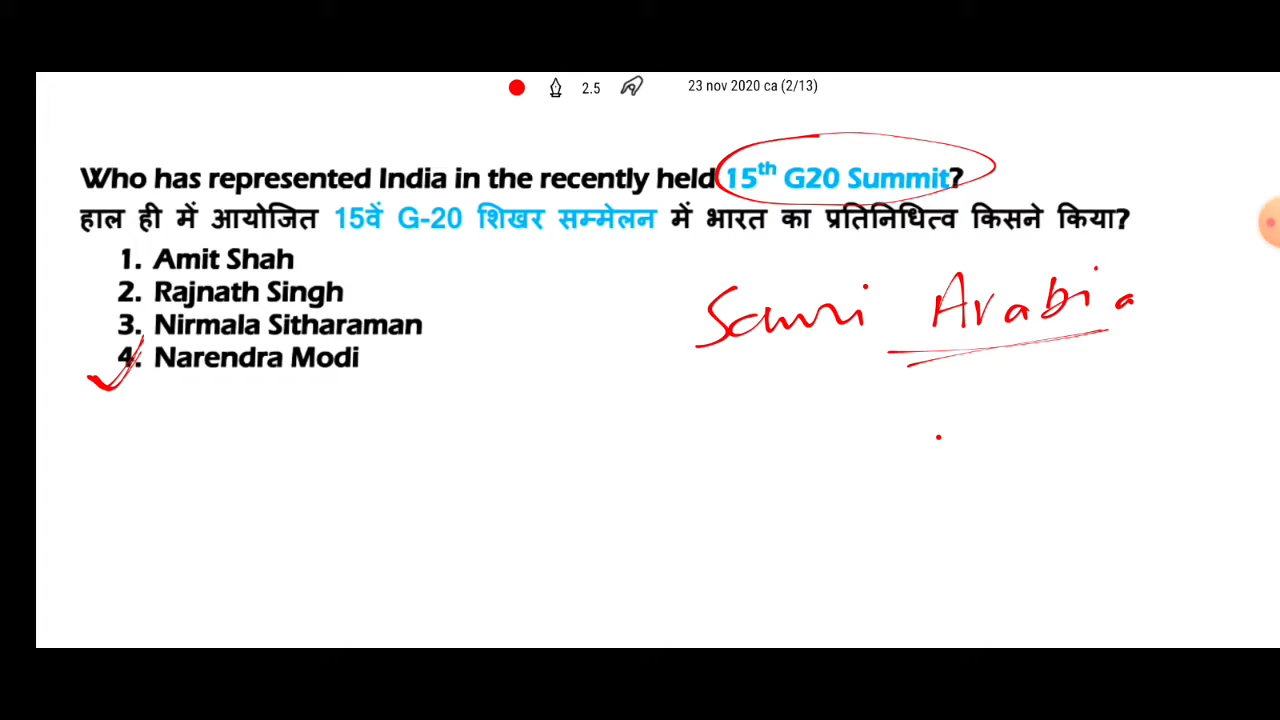 2.5 23 nov 2020 ca (2/13)
Who has represented India in the recently held 15th G20 Summit?
हाल ही में आयोजित 15वें G-20 शिखर सम्मेलन में भारत का प्रतिनिधित्व किसने किया?
1. Amit Shah
2. Rajnath Singh
3. Nirmala Sitharaman
4. Narendra Modi
Arabia